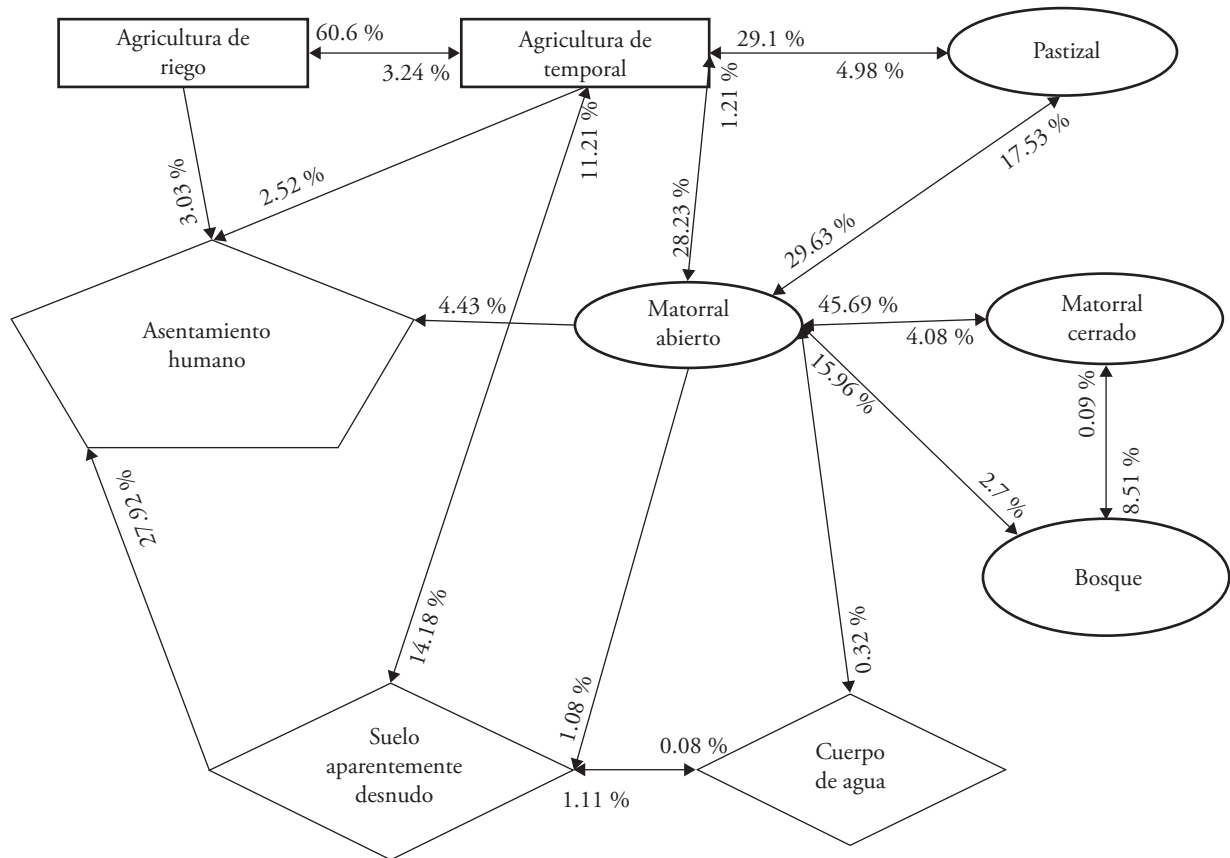 Agricultura de
riego
60.6 %
3.24 %
Agricultura de
temporal
29.1 %
4.98 %
Pastizal
1.21 %
11.21 %
17.53 %
2.52 %
3.03 %
28.23 %
29.63 %
Asentamiento
humano
4.43 %
Matorral
abierto
45.69 %
4.08 %
Matorral
cerrado
15.96 %
0.09 %
2.7 %
8.51 %
27.92 %
Bosque
14.18 %
0.32 %
1.08 %
Suelo
aparentemente
desnudo
0.08 %
1.11 %
Cuerpo
de agua